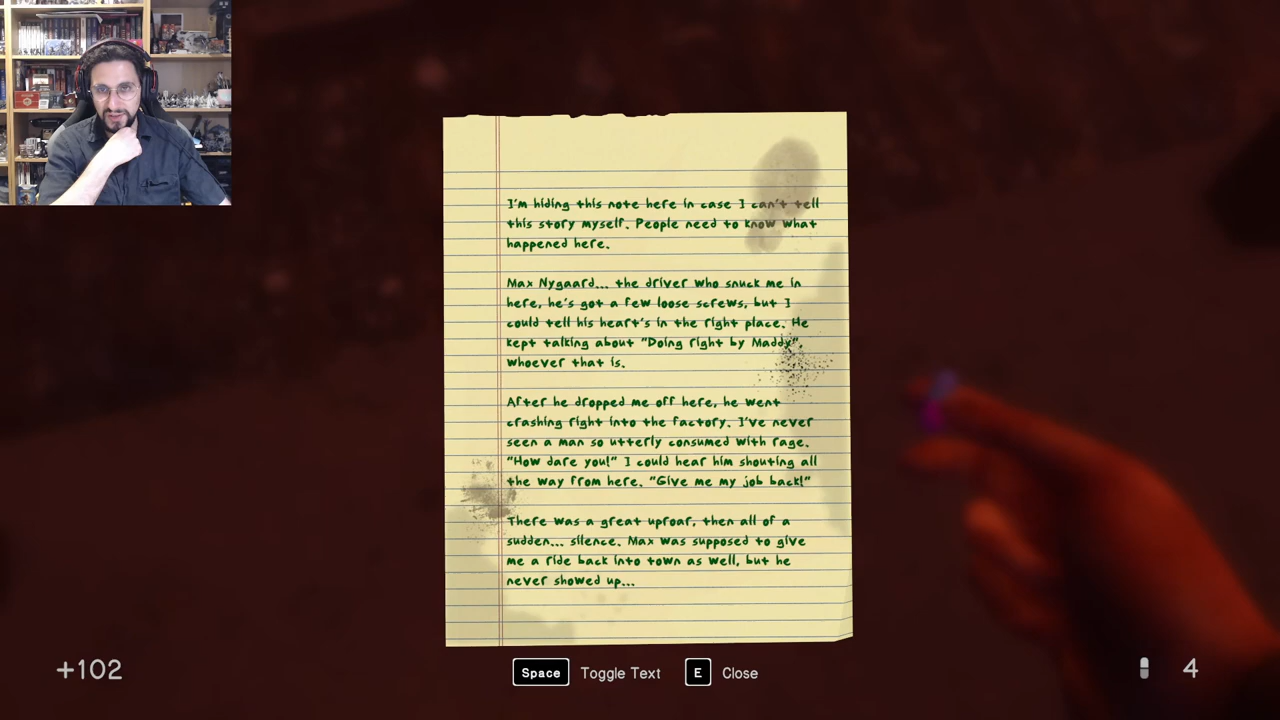 I'm hiding this note here in case I can't tell
this story myself. People need to know what
happened here.
Max Nygaard... the driver who snuck me in
here, he's got a few loose screws, but I
could tell his heart's in the right place. He
kept talking about "Doing right by Maddy",
whoever that is.
After he dropped me off here, he went
crashing right into the factory. I've never
seen a man so utterly consumed with rage.
"How dare you!" I could hear him shouting all
the way from here. "Give me my job back!"
There was a great uproar, then all of a
sudden... silence. Max was supposed to give
me a ride back into town as well, but he
never showed up...
+102
Space Toggle Text E Close
4